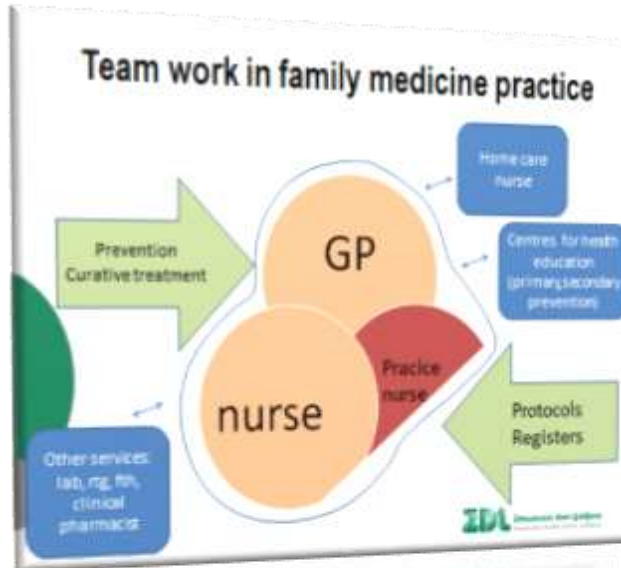 Team work in family medicine practice
Home care
nurse
Prevention
Curative treatment
GP
Centres for health
education
(primary,secondary
prevention)
Pracice
nurse
nurse
Protocols
Registers
Other services:
lab, rtg, fth,
clinical
pharmacist
ZDL